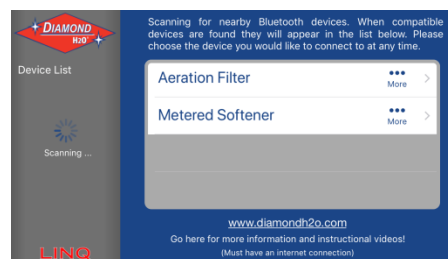 DIAMOND
H2O
Device List
Scanning ...
LINQ
Scanning for nearby Bluetooth devices. When compatible
devices are found they will appear in the list below. Please
choose the device you would like to connect to at any time.
Aeration Filter
More
Metered Softener
More
www.diamondh2o.com
Go here for more information and instructional videos!
(Must have an internet connection)